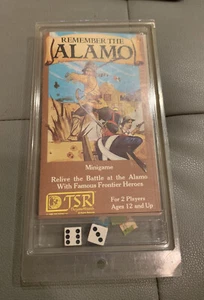 REMEMBER THE
ALAMO
Minigame
Relive the Battle at the Alamo
With Famous Frontier Heroes
TSR
For 2 Players
Ages 12 and Up